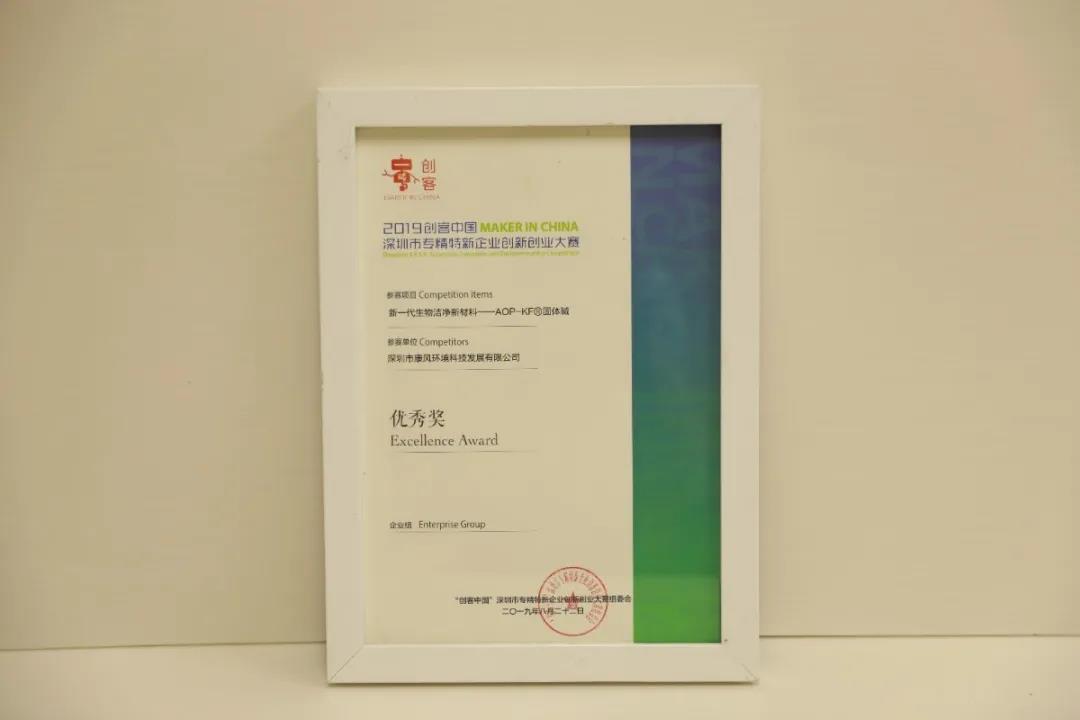 创客
MAKER IN CHINA
2019创客中国 MAKER IN CHINA
深圳市专精特新企业创新创业大赛
参赛项目 Competition items
新一代生物洁净新材料——AOP-KF®固体碱
参赛单位 Competitors
深圳市康风环境科技发展有限公司
优秀奖
Excellence Award
企业组 Enterprise Group
“创客中国”深圳市专精特新企业创新创业大赛组委会
二〇一九年八月二十二日